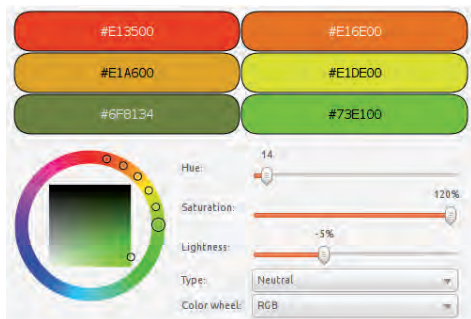 #E13500 #E16E00
#E1A600 #E1DE00
#6F8134 #73E100
14
Hue:
120%
Saturation:
-5%
Lightness:
Type: Neutral
Color wheel: RGB